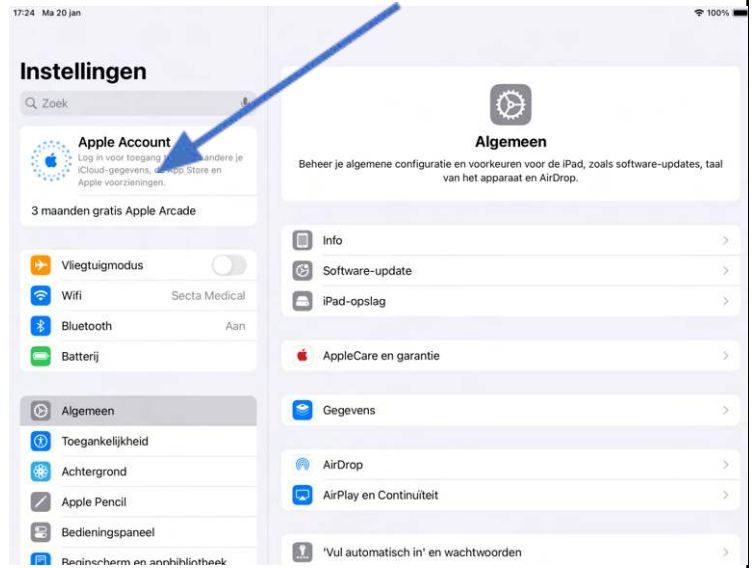 17:24 Ma 20 jan
100%
Instellingen
Zoek
Apple Account
Log in voor toegang andere je
iCloud-gegevens, de App Store en
Apple voorzieningen.
3 maanden gratis Apple Arcade
Vliegtuigmodus
Wifi Secta Medical
Bluetooth Aan
Batterij
Algemeen
Toegankelijkheid
Achtergrond
Apple Pencil
Bedieningspaneel
Beginscherm en appbibliotheek
Algemeen
Beheer je algemene configuratie en voorkeuren voor de iPad, zoals software-updates, taal
van het apparaat en AirDrop.
Info
Software-update
iPad-opslag
AppleCare en garantie
Gegevens
AirDrop
AirPlay en Continuïteit
'Vul automatisch in' en wachtwoorden